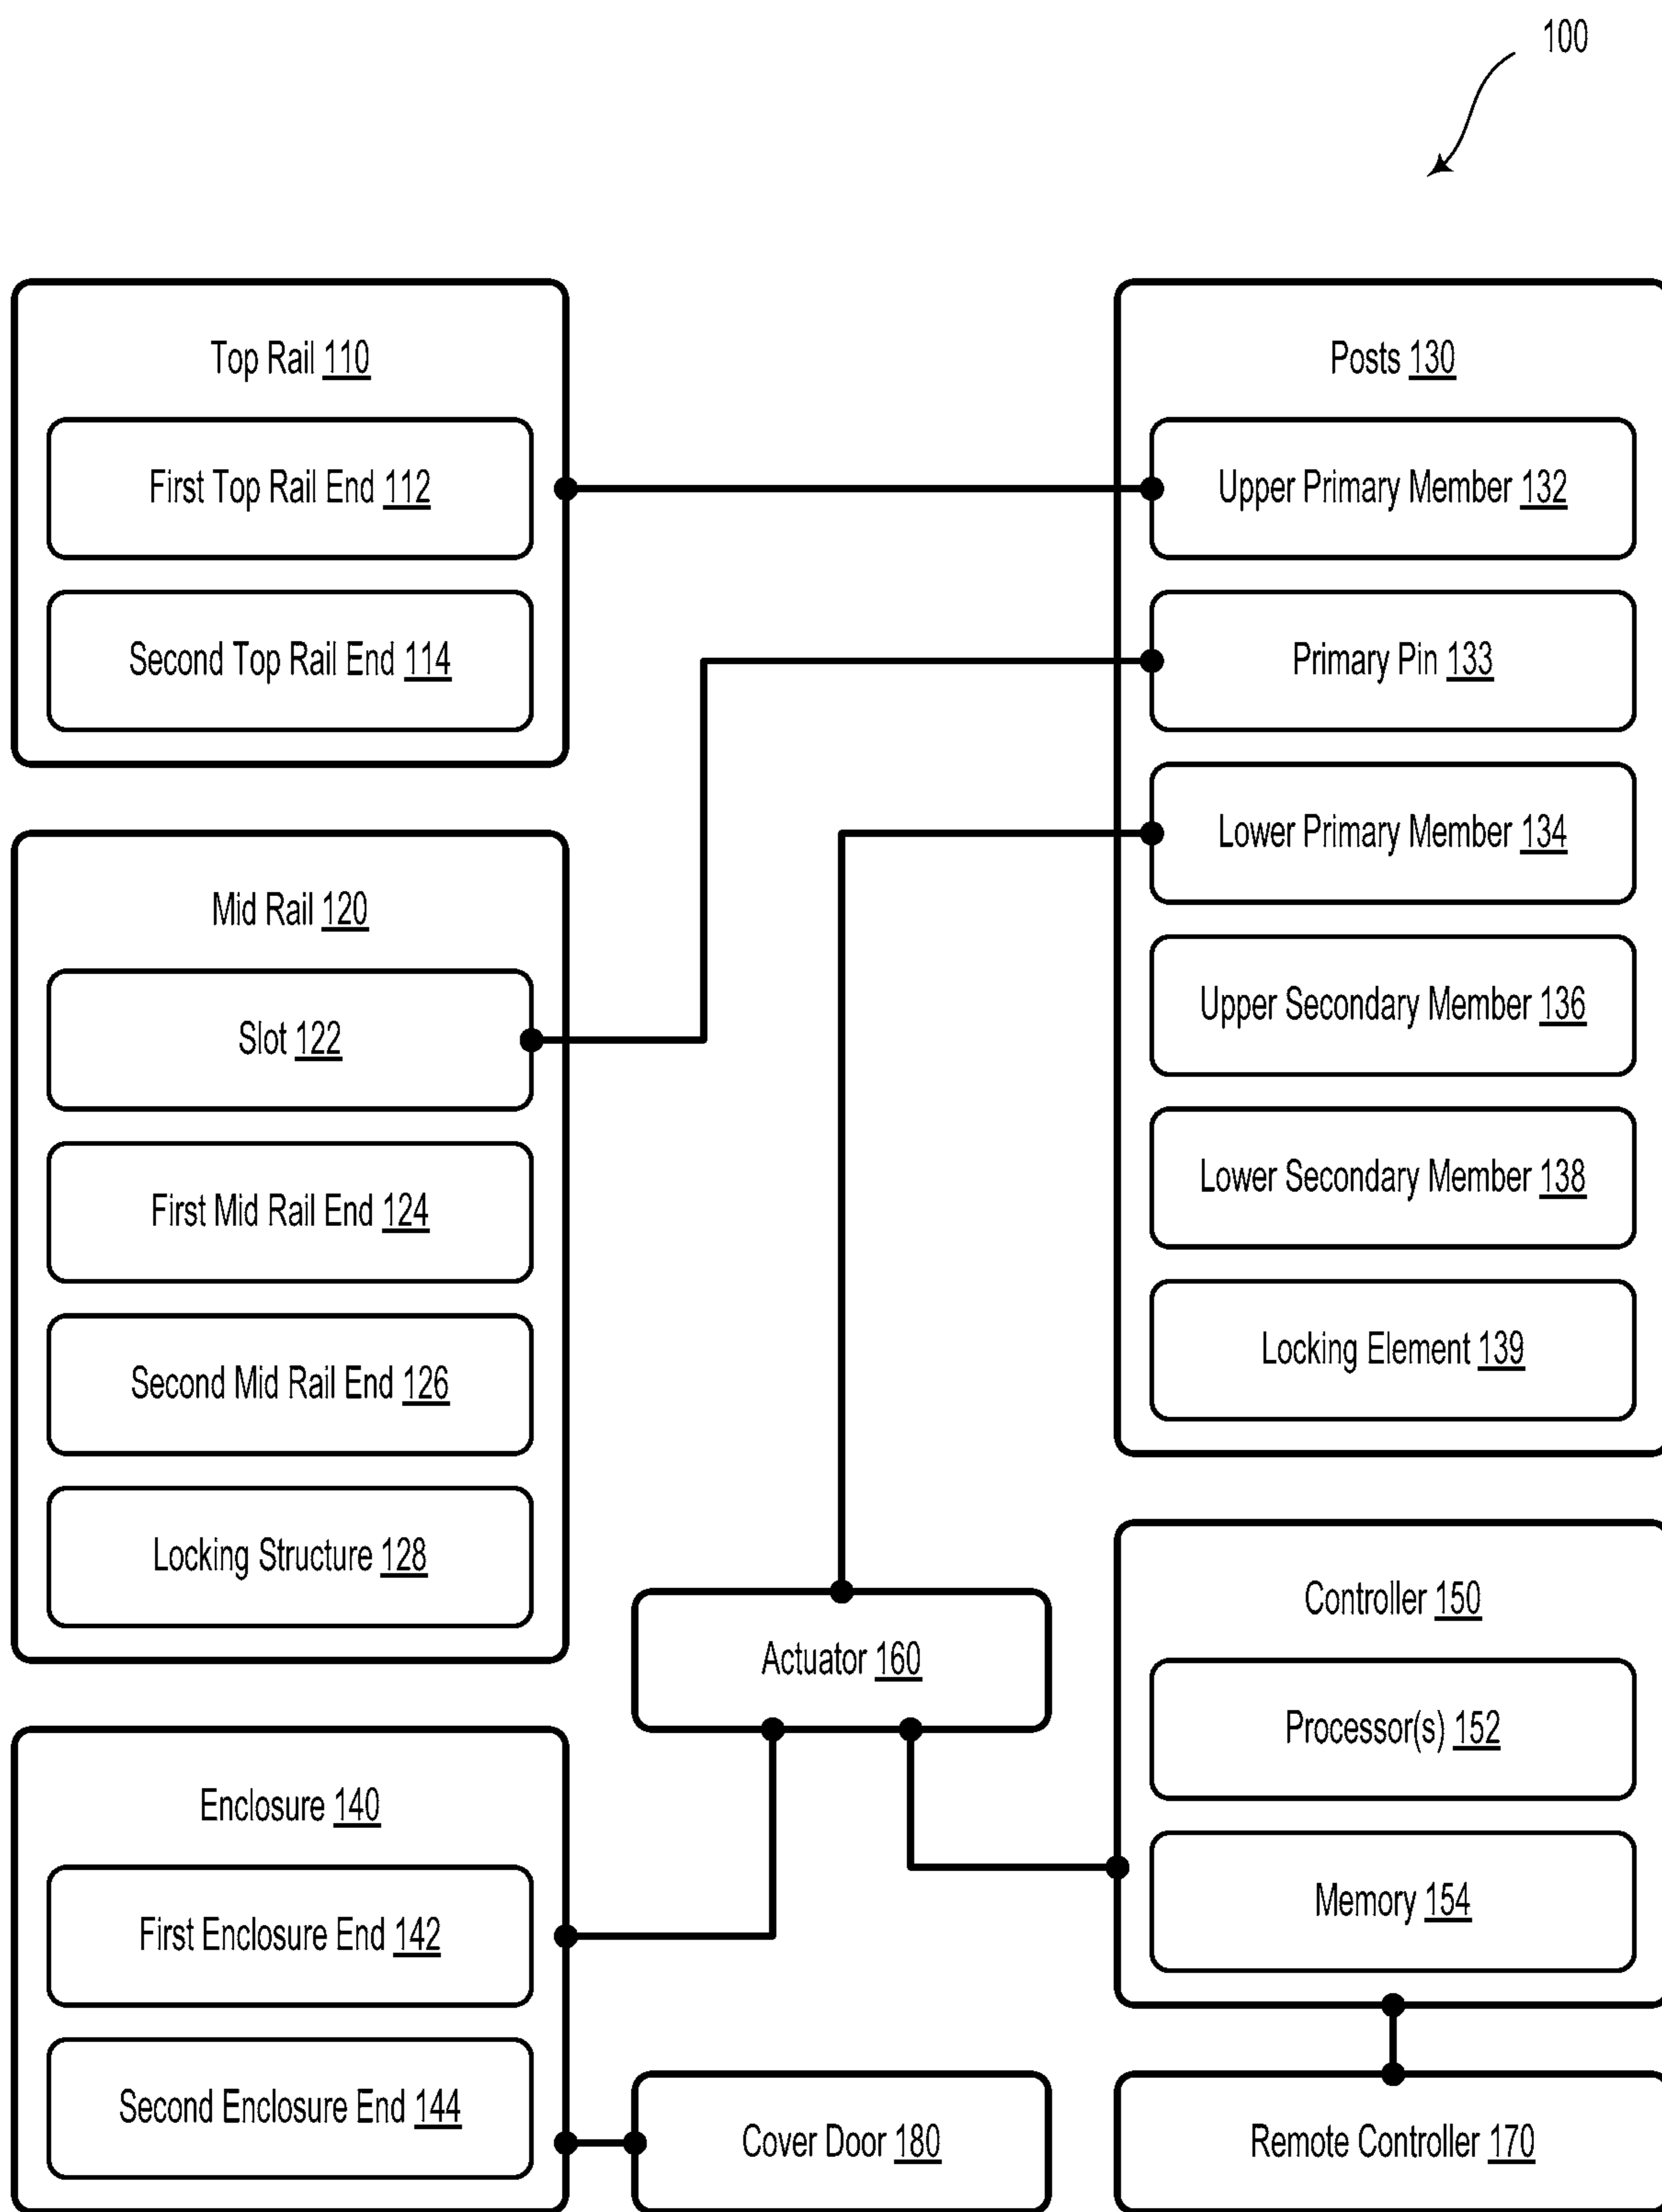 100
Top Rail 110
First Top Rail End 112
Second Top Rail End 114
Mid Rail 120
Slot 122
First Mid Rail End 124
Second Mid Rail End 126
Locking Structure 128
Enclosure 140
First Enclosure End 142
Second Enclosure End 144
Actuator 160
Cover Door 180
Posts 130
Upper Primary Member 132
Primary Pin 133
Lower Primary Member 134
Upper Secondary Member 136
Lower Secondary Member 138
Locking Element 139
Controller 150
Processor(s) 152
Memory 154
Remote Controller 170